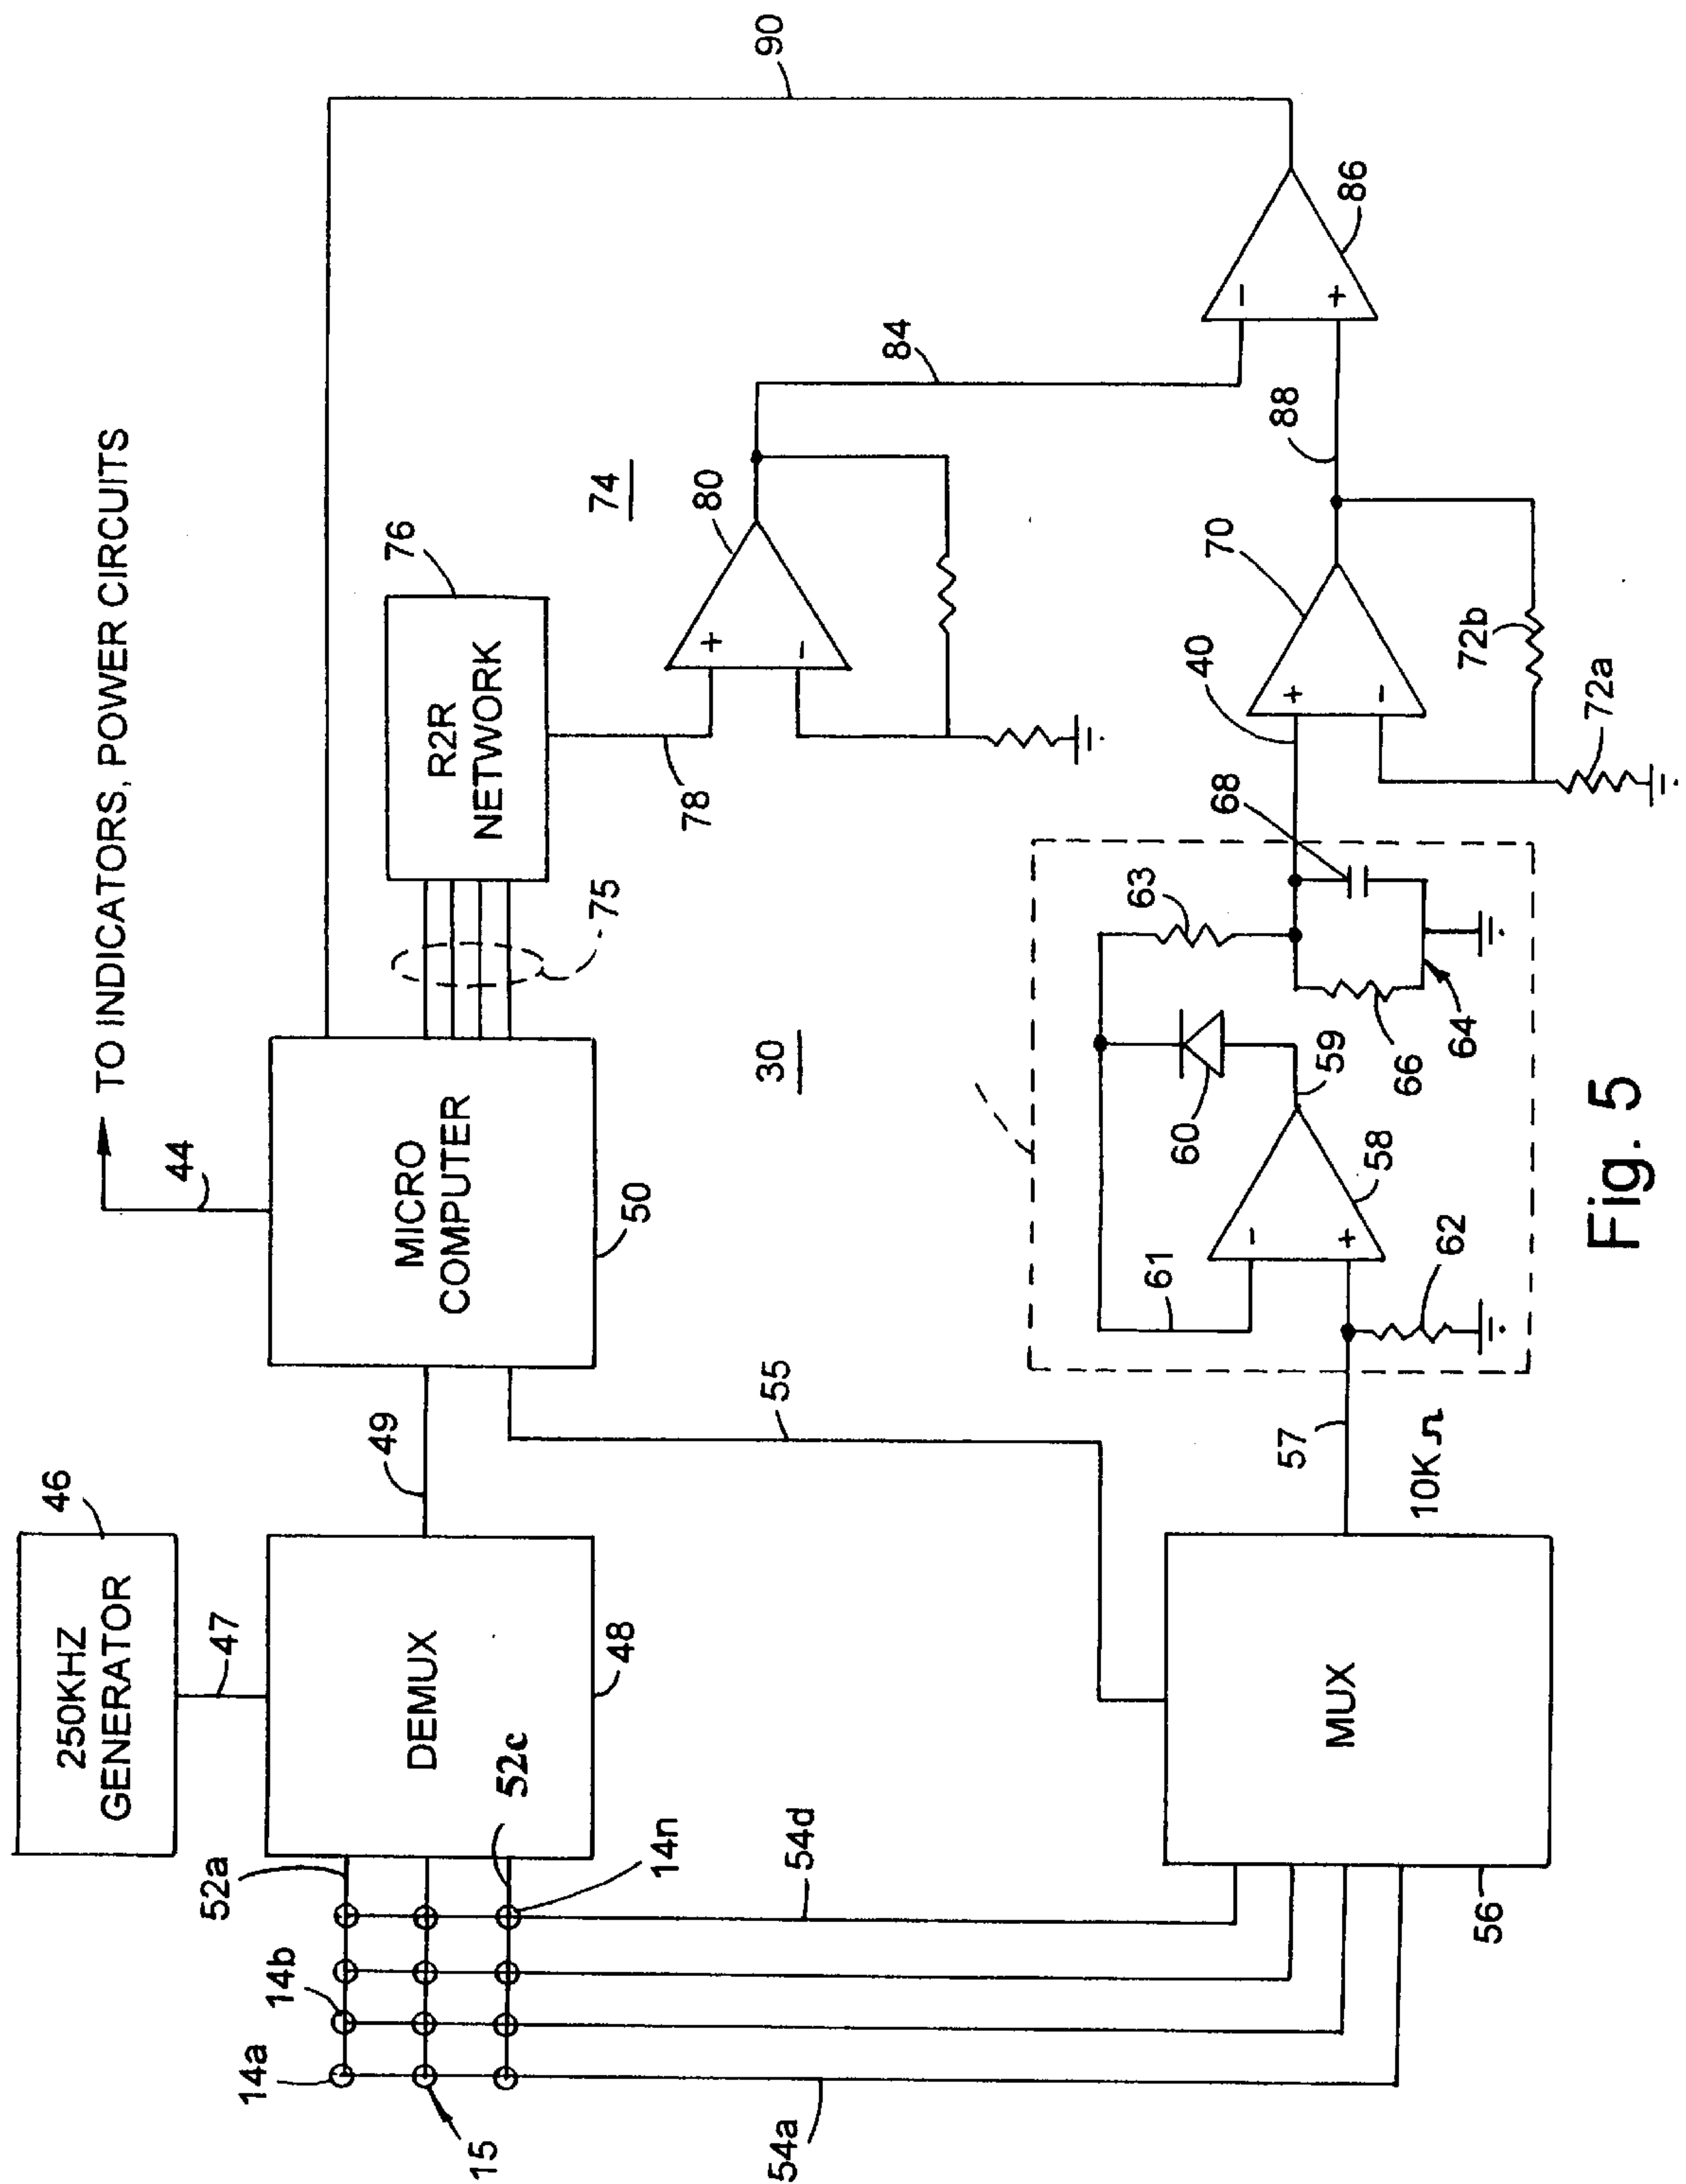 TO INDICATORS, POWER CIRCUITS
90
44
46
250KHZ
GENERATOR
47
49
MICRO
COMPUTER
50
75
76
R2R
NETWORK
78
80
74
84
86
88
DEMUX
48
52a
52c
14a
14b
14n
15
54a
54d
55
30
MUX
56
57
10KΩ
61
58
62
59
60
63
66
64
68
40
70
72b
72a
+
-
+
-
-
+
-
+
Fig. 5